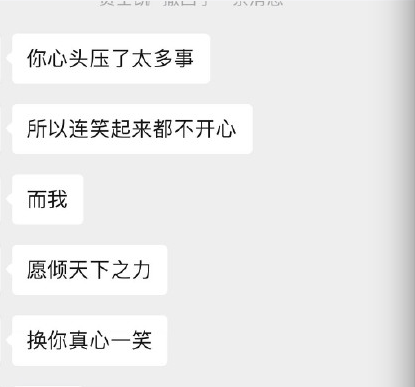 你心头压了太多事
所以连笑起来都不开心
而我
愿倾天下之力
换你真心一笑